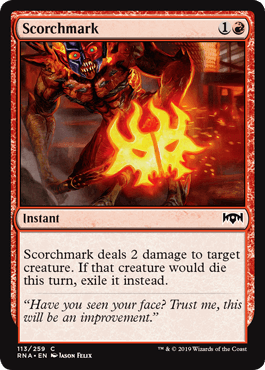 Scorchmark 1
Instant
Scorchmark deals 2 damage to target
creature. If that creature would die
this turn, exile it instead.
"Have you seen your face? Trust me, this
will be an improvement."
113/259 C
RNA • EN Jason Felix
™ & © 2019 Wizards of the Coast